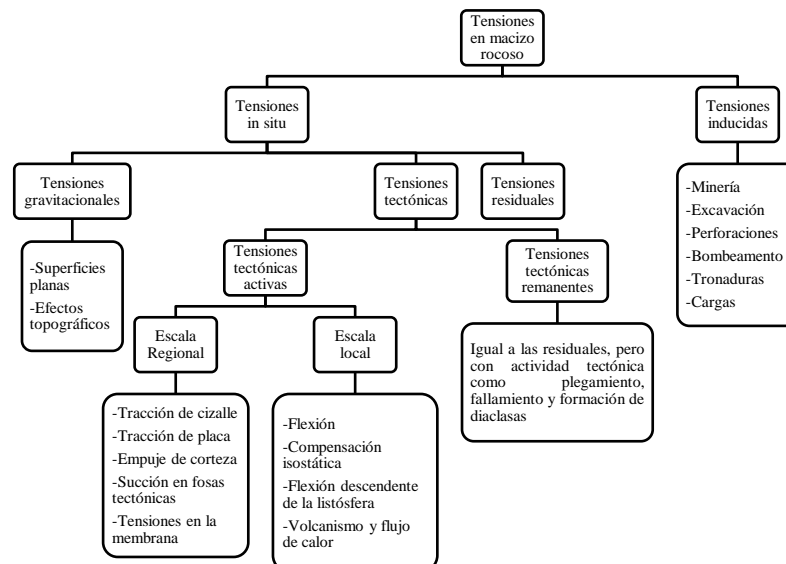 Tensiones
en macizo
rocoso
Tensiones
in situ
Tensiones
inducidas
Tensiones
gravitacionales
Tensiones
tectónicas
Tensiones
residuales
-Minería
-Excavación
-Perforaciones
-Bombeamento
-Tronaduras
-Cargas
-Superficies
planas
-Efectos
topográficos
Tensiones
tectónicas
activas
Tensiones
tectónicas
remanentes
Escala
Regional
Escala
local
Igual a las residuales, pero
con actividad tectónica
como plegamiento,
fallamiento y formación de
diaclasas
-Tracción de cizalle
-Tracción de placa
-Empuje de corteza
-Succión en fosas
tectónicas
-Tensiones en la
membrana
-Flexión
-Compensación
isostática
-Flexión descendente
de la listósfera
-Volcanismo y flujo
de calor